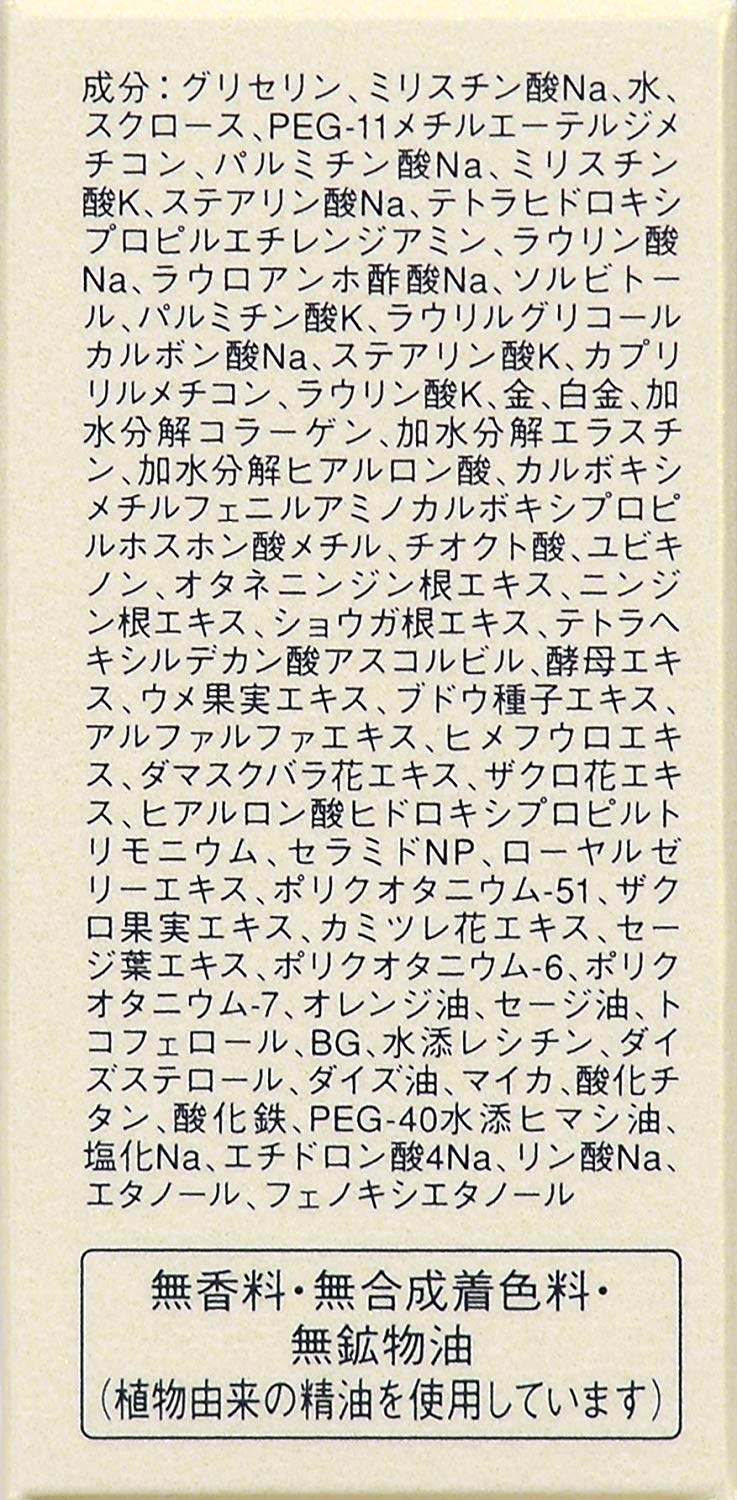 成分：グリセリン、ミリスチン酸Na、水、
スクロース、PEG-11メチルエーテルジメ
チコン、パルミチン酸Na、ミリスチン
酸K、ステアリン酸Na、テトラヒドロキシ
プロピルエチレンジアミン、ラウリン酸
Na、ラウロアンホ酢酸Na、ソルビトー
ル、パルミチン酸K、ラウリルグリコール
カルボン酸Na、ステアリン酸K、カプリ
リルメチコン、ラウリン酸K、金、白金、加
水分解コラーゲン、加水分解エラスチ
ン、加水分解ヒアルロン酸、カルボキシ
メチルフェニルアミノカルボキシプロピ
ルホスホン酸メチル、チオクト酸、ユビキ
ノン、オタネニンジン根エキス、ニンジ
ン根エキス、ショウガ根エキス、テトラヘ
キシルデカン酸アスコルビル、酵母エキ
ス、ウメ果実エキス、ブドウ種子エキス、
アルファルファエキス、ヒメフウロエキ
ス、ダマスクバラ花エキス、ザクロ花エキ
ス、ヒアルロン酸ヒドロキシプロピルト
リモニウム、セラミドNP、ローヤルゼ
リーエキス、ポリクオタニウム-51、ザク
ロ果実エキス、カミツレ花エキス、セー
ジ葉エキス、ポリクオタニウム-6、ポリク
オタニウム-7、オレンジ油、セージ油、ト
コフェロール、BG、水添レシチン、ダイ
ズステロール、ダイズ油、マイカ、酸化チ
タン、酸化鉄、PEG-40水添ヒマシ油、
塩化Na、エチドロン酸4Na、リン酸Na、
エタノール、フェノキシエタノール
無香料・無合成着色料・
無鉱物油
（植物由来の精油を使用しています）